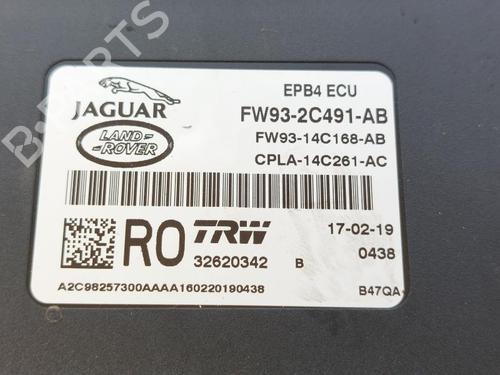 B-PARTS
EPB4 ECU
JAGUAR
FW93-2C491-AB
LAND-
ROVER
FW93-14C168-AB
CPLA-14C261-AC
RO TRW 17-02-19
32620342 B 0438
A2C98257300AAAA160220190438 B47QA